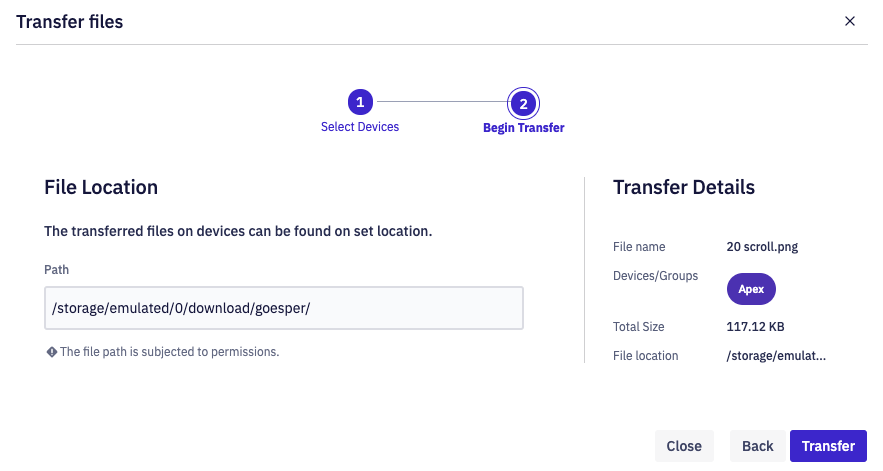 Transfer files
1
2
Select Devices
Begin Transfer
File Location
The transferred files on devices can be found on set location.
Path
/storage/emulated/0/download/goesper/
The file path is subjected to permissions.
Transfer Details
File name 20 scroll.png
Devices/Groups Apex
Total Size 117.12 KB
File location /storage/emulat...
Close Back Transfer